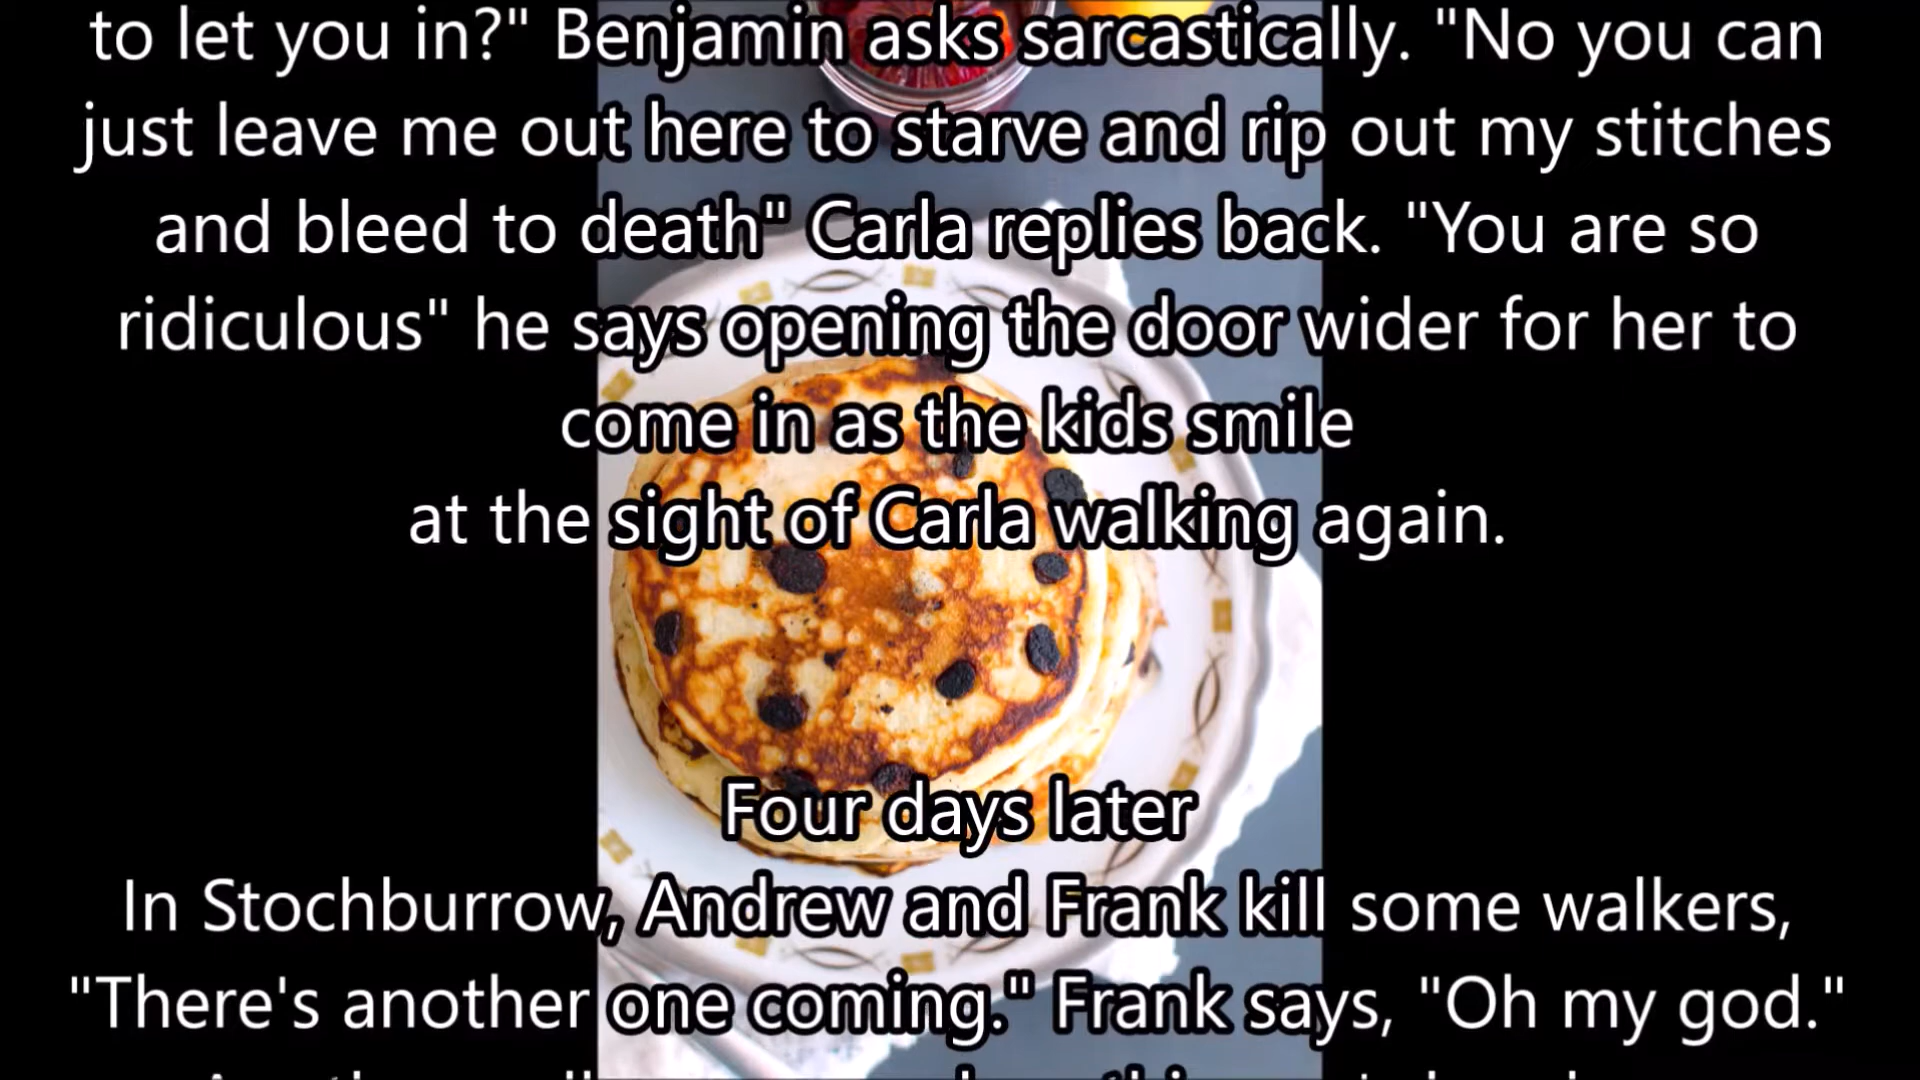 to let you in?" Benjamin asks sarcastically. "No you can
just leave me out here to starve and rip out my stitches
and bleed to death" Carla replies back. "You are so
ridiculous" he says opening the door wider for her to
come in as the kids smile
at the sight of Carla walking again.
Four days later
In Stochburrow, Andrew and Frank kill some walkers,
"There's another one coming." Frank says, "Oh my god."